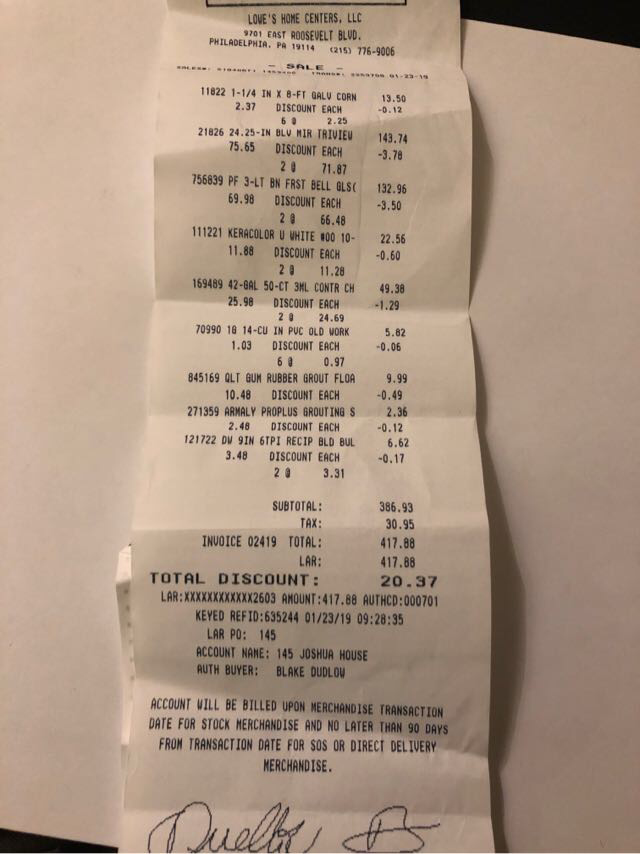 LOWE'S HOME CENTERS, LLC
9701 EAST ROOSEVELT BLVD.
PHILADELPHIA, PA 19114 (215) 776-9006
- SALE -
01-23-19
11822 1-1/4 IN X 8-FT GALV CORN 13.50
2.37 DISCOUNT EACH -0.12
6 @ 2.25
21826 24.25-IN BLV MIR TRIVIEW 143.74
75.65 DISCOUNT EACH -3.78
2 @ 71.87
756839 PF 3-LT BN FRST BELL GLS( 132.96
69.98 DISCOUNT EACH -3.50
2 @ 66.48
111221 KERACOLOR U WHITE #00 10- 22.56
11.88 DISCOUNT EACH -0.60
2 @ 11.28
169489 42-GAL 50-CT 3ML CONTR CH 49.38
25.98 DISCOUNT EACH -1.29
2 @ 24.69
70990 1G 14-CU IN PVC OLD WORK 5.82
1.03 DISCOUNT EACH -0.06
6 @ 0.97
845169 QLT GUM RUBBER GROUT FLOA 9.99
10.48 DISCOUNT EACH -0.49
271359 ARMALY PROPLUS GROUTING S 2.36
2.48 DISCOUNT EACH -0.12
121722 DW 9IN 6TPI RECIP BLD BUL 6.62
3.48 DISCOUNT EACH -0.17
2 @ 3.31
SUBTOTAL: 386.93
TAX: 30.95
INVOICE 02419 TOTAL: 417.88
LAR: 417.88
TOTAL DISCOUNT: 20.37
LAR:XXXXXXXXXXXX2603 AMOUNT:417.88 AUTHCD:000701
KEYED REFID:635244 01/23/19 09:28:35
LAR PO: 145
ACCOUNT NAME: 145 JOSHUA HOUSE
AUTH BUYER: BLAKE DUDLOW
ACCOUNT WILL BE BILLED UPON MERCHANDISE TRANSACTION
DATE FOR STOCK MERCHANDISE AND NO LATER THAN 90 DAYS
FROM TRANSACTION DATE FOR SOS OR DIRECT DELIVERY
MERCHANDISE.